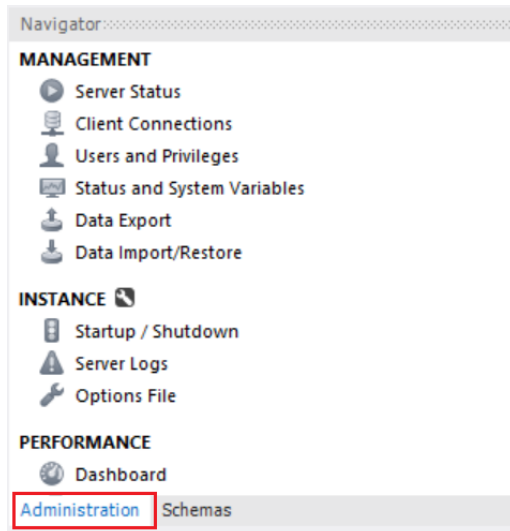 Navigator
MANAGEMENT
Server Status
Client Connections
Users and Privileges
Status and System Variables
Data Export
Data Import/Restore
INSTANCE
Startup / Shutdown
Server Logs
Options File
PERFORMANCE
Dashboard
Administration Schemas